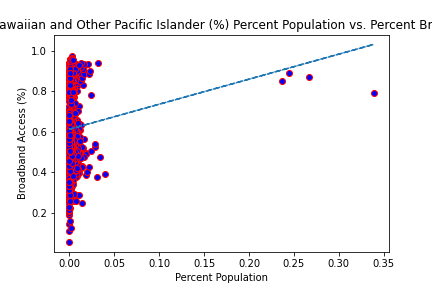 awaiian and Other Pacific Islander (%) Percent Population vs. Percent Br
1.0
0.8
0.6
0.4
0.2
Broadband Access (%)
0.00 0.05 0.10 0.15 0.20 0.25 0.30 0.35
Percent Population